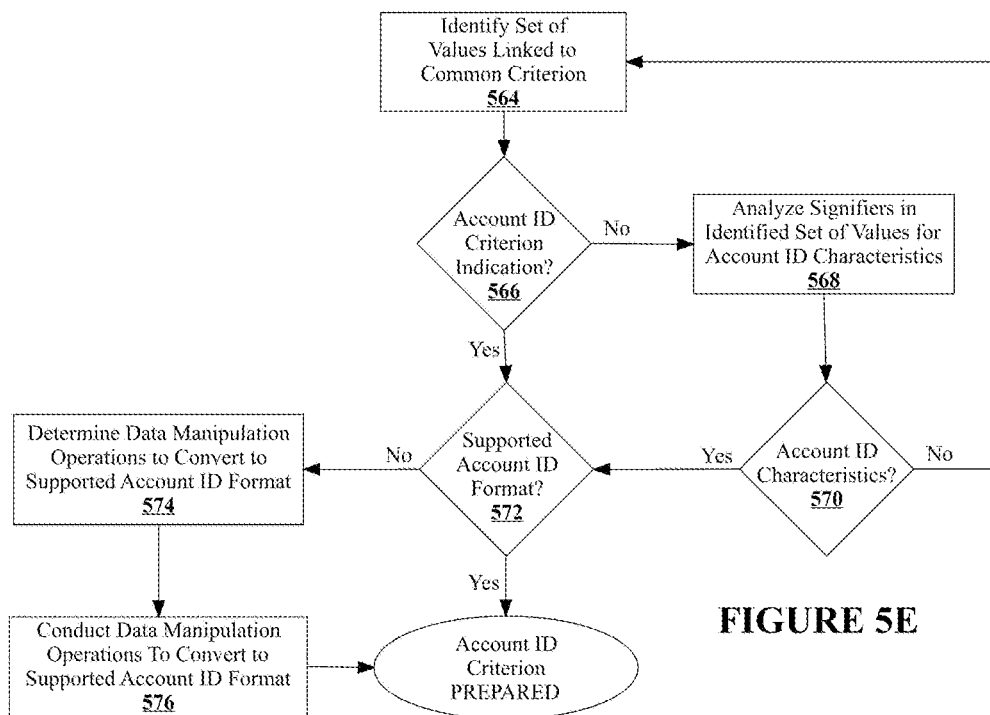 Identify Set of
Values Linked to
Common Criterion
564
Account ID
Criterion
Indication?
566
No
Analyze Signifiers in
Identified Set of Values for
Account ID Characteristics
568
Yes
Determine Data Manipulation
Operations to Convert to
Supported Account ID Format
574
No
Supported
Account ID
Format?
572
Yes
Account ID
Characteristics?
570
No
Yes
Conduct Data Manipulation
Operations To Convert to
Supported Account ID Format
576
Account ID
Criterion
PREPARED
FIGURE 5E